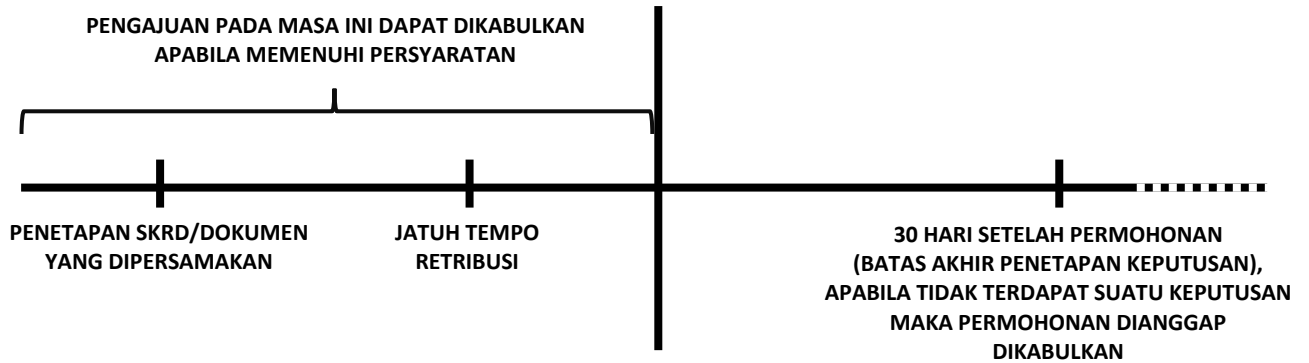 PENGAJUAN PADA MASA INI DAPAT DIKABULKAN
APABILA MEMENUHI PERSYARATAN
PENETAPAN SKRD/DOKUMEN
YANG DIPERSAMAKAN
JATUH TEMPO
RETRIBUSI
30 HARI SETELAH PERMOHONAN
(BATAS AKHIR PENETAPAN KEPUTUSAN),
APABILA TIDAK TERDAPAT SUATU KEPUTUSAN
MAKA PERMOHONAN DIANGGAP
DIKABULKAN